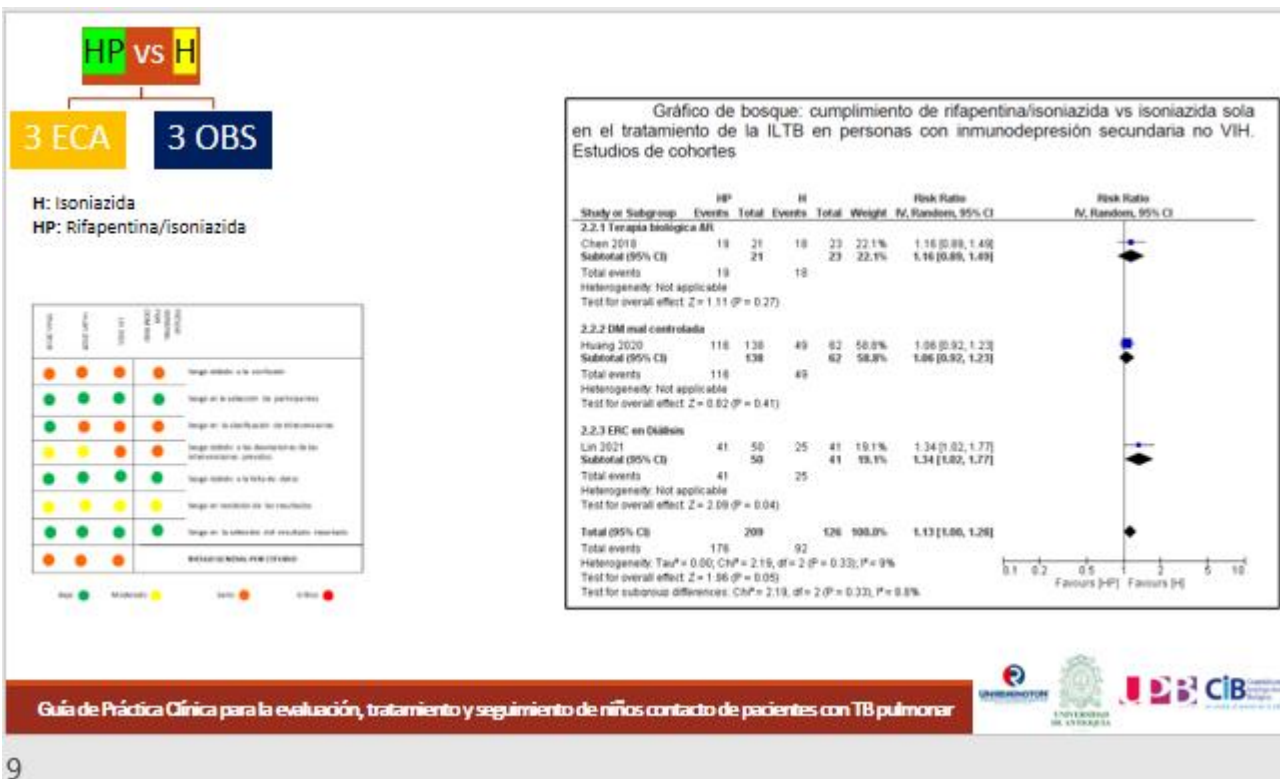 HP vs H
3 ECA
3 OBS
H: Isoniazida
HP: Rifapentina/isoniazida
Bajo
Moderado
Serio
Crítico
Gráfico de bosque: cumplimiento de rifapentina/isoniazida vs isoniazida sola
en el tratamiento de la ILTB en personas con inmunodepresión secundaria no VIH.
Estudios de cohortes
HP H Risk Ratio Risk Ratio
Study or Subgroup Events Total Events Total Weight IV, Random, 95% CI IV, Random, 95% CI
2.2.1 Terapia biológica AR
Chen 2018 19 21 18 23 22.1% 1.16 [0.89, 1.49]
Subtotal (95% CI) 21 23 22.1% 1.16 [0.89, 1.49]
Total events 19 18
Heterogeneity: Not applicable
Test for overall effect: Z = 1.11 (P = 0.27)
2.2.2 DM mal controlada
Huang 2020 116 138 49 62 58.8% 1.06 [0.92, 1.23]
Subtotal (95% CI) 138 62 58.8% 1.06 [0.92, 1.23]
Total events 116 49
Heterogeneity: Not applicable
Test for overall effect: Z = 0.82 (P = 0.41)
2.2.3 ERC en Diálisis
Lin 2021 41 50 25 41 19.1% 1.34 [1.02, 1.77]
Subtotal (95% CI) 50 41 19.1% 1.34 [1.02, 1.77]
Total events 41 25
Heterogeneity: Not applicable
Test for overall effect: Z = 2.09 (P = 0.04)
Total (95% CI) 209 126 100.0% 1.13 [1.00, 1.28]
Total events 176 92
Heterogeneity: Tau² = 0.00; Chi² = 2.19, df = 2 (P = 0.33); I² = 9%
Test for overall effect: Z = 1.96 (P = 0.05)
Test for subgroup differences: Chi² = 2.19, df = 2 (P = 0.33), I² = 8.8%
0.1 0.2 0.5 1 2 5 10
Favours [HP] Favours [H]
Guía de Práctica Clínica para la evaluación, tratamiento y seguimiento de niños contacto de pacientes con TB pulmonar
UNIREMINGTON
UNIVERSIDAD
DE ANTIOQUIA
UPB
CIB
9